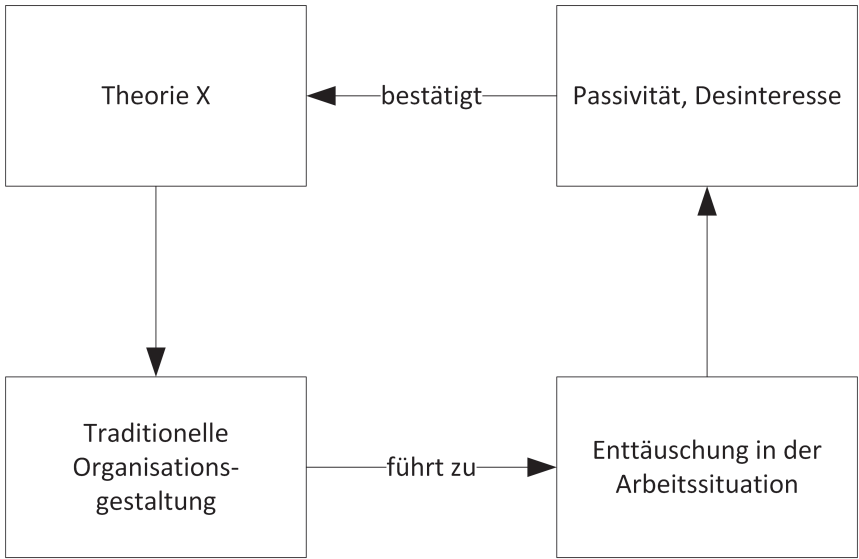 Theorie X
bestätigt
Passivität, Desinteresse
Traditionelle
Organisations-
gestaltung
führt zu
Enttäuschung in der
Arbeitssituation